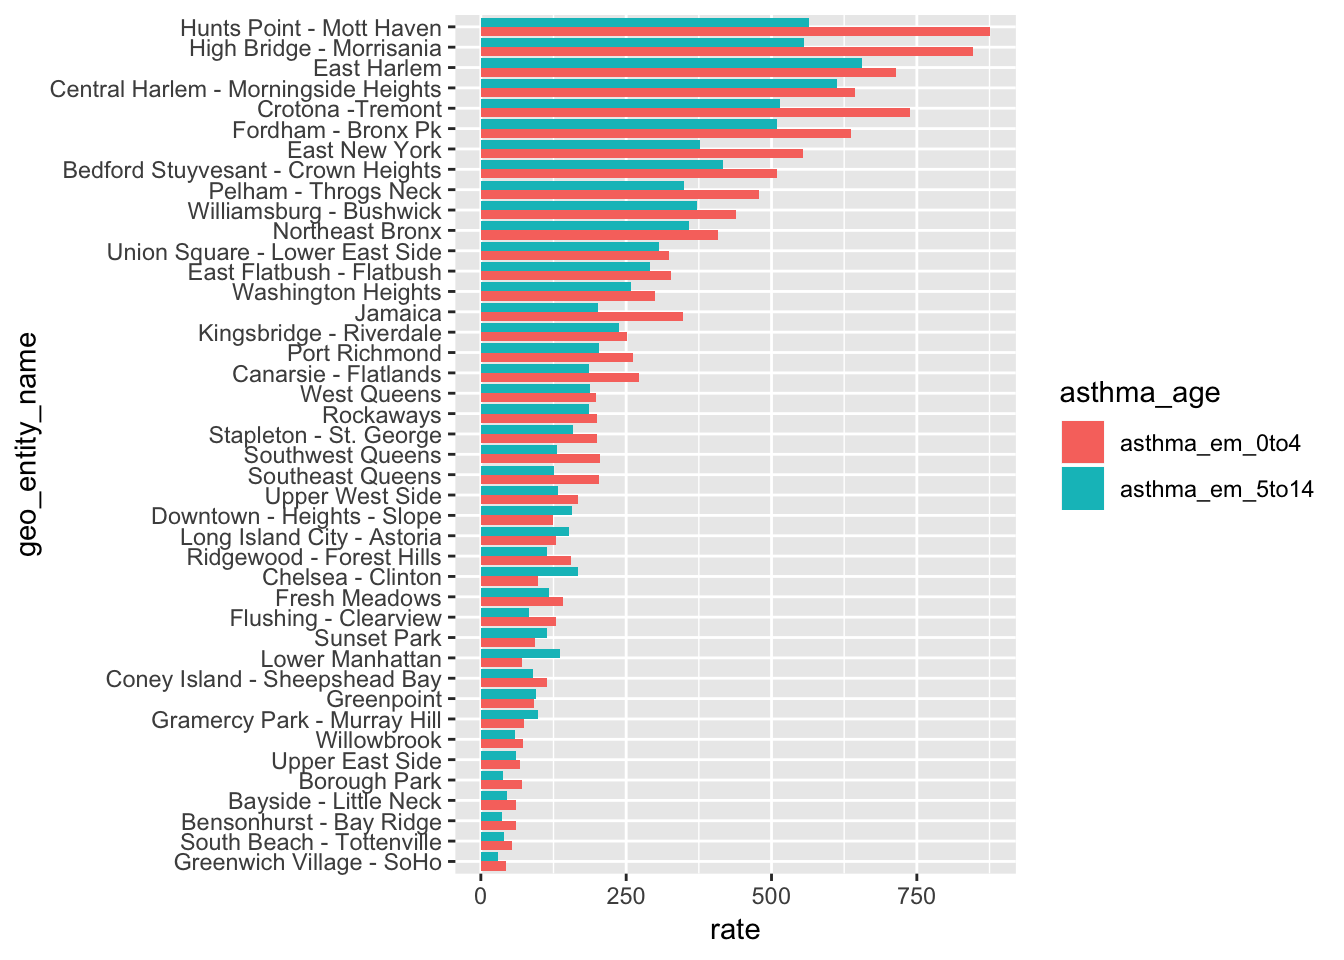 Hunts Point - Mott Haven
High Bridge - Morrisania
East Harlem
Central Harlem - Morningside Heights
Crotona -Tremont
Fordham - Bronx Pk
East New York
Bedford Stuyvesant - Crown Heights
Pelham - Throgs Neck
Williamsburg - Bushwick
Northeast Bronx
Union Square - Lower East Side
East Flatbush - Flatbush
Washington Heights
Jamaica
Kingsbridge - Riverdale
Port Richmond
Canarsie - Flatlands
West Queens
Rockaways
Stapleton - St. George
Southwest Queens
Southeast Queens
Upper West Side
Downtown - Heights - Slope
Long Island City - Astoria
Ridgewood - Forest Hills
Chelsea - Clinton
Fresh Meadows
Flushing - Clearview
Sunset Park
Lower Manhattan
Coney Island - Sheepshead Bay
Greenpoint
Gramercy Park - Murray Hill
Willowbrook
Upper East Side
Borough Park
Bayside - Little Neck
Bensonhurst - Bay Ridge
South Beach - Tottenville
Greenwich Village - SoHo
geo_entity_name
0 250 500 750
rate
asthma_age
asthma_em_0to4
asthma_em_5to14